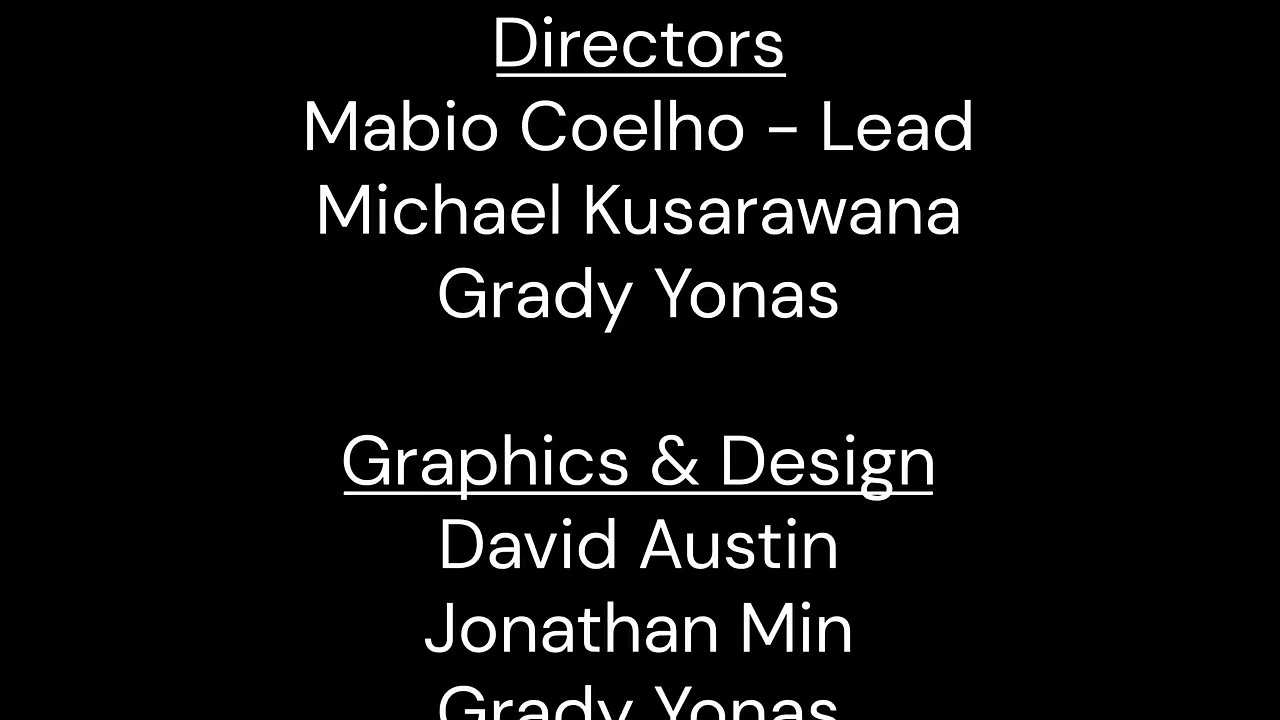 Directors
Mabio Coelho - Lead
Michael Kusarawana
Grady Yonas
Graphics & Design
David Austin
Jonathan Min
Grady Yonas